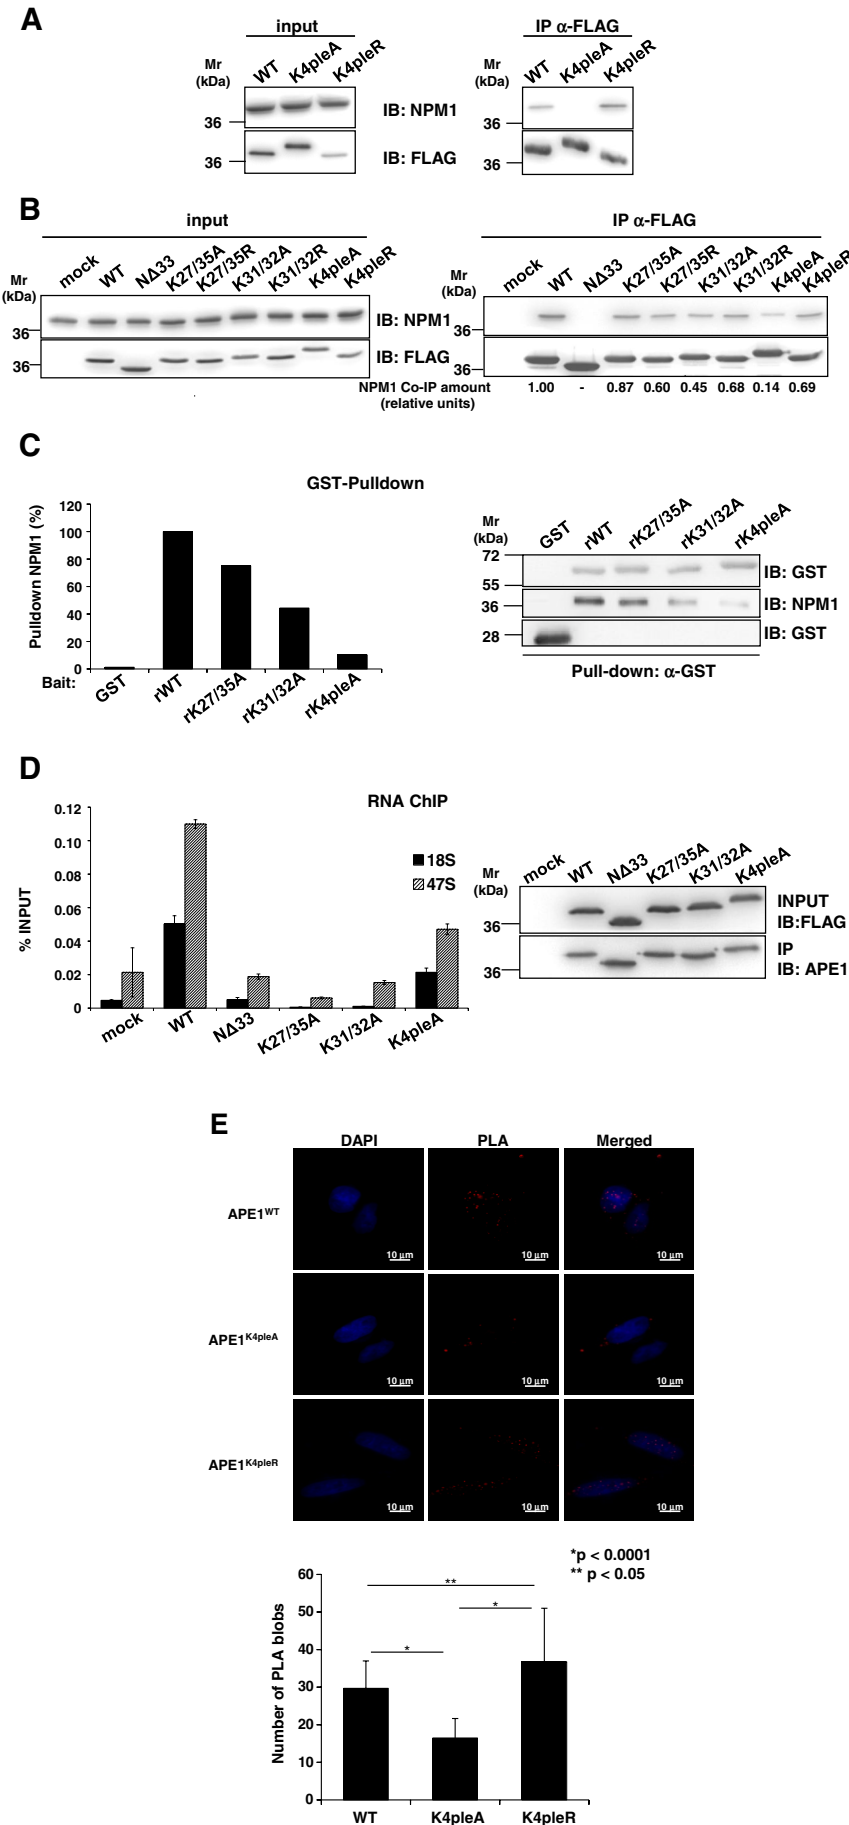 A
input
IP α-FLAG
Mr
(kDa)
WT
K4pleA
K4pleR
Mr
(kDa)
WT
K4pleA
K4pleR
36
IB: NPM1
36
36
IB: FLAG
36
B
input
IP α-FLAG
Mr
(kDa)
mock
WT
NΔ33
K27/35A
K27/35R
K31/32A
K31/32R
K4pleA
K4pleR
Mr
(kDa)
mock
WT
NΔ33
K27/35A
K27/35R
K31/32A
K31/32R
K4pleA
K4pleR
36
IB: NPM1
36
36
IB: FLAG
36
NPM1 Co-IP amount
(relative units)
1.00 - 0.87 0.60 0.45 0.68 0.14 0.69
C
GST-Pulldown
Pulldown NPM1 (%)
120
100
80
60
40
20
0
Bait:
GST
rWT
rK27/35A
rK31/32A
rK4pleA
Mr
(kDa)
GST
rWT
rK27/35A
rK31/32A
rK4pleA
72
55
IB: GST
36
IB: NPM1
28
IB: GST
Pull-down: α-GST
D
RNA ChIP
% INPUT
0.12
0.10
0.08
0.06
0.04
0.02
0
18S
47S
mock
WT
NΔ33
K27/35A
K31/32A
K4pleA
Mr
(kDa)
mock
WT
NΔ33
K27/35A
K31/32A
K4pleA
36
INPUT
IB:FLAG
36
IP
IB: APE1
E
DAPI
PLA
Merged
APE1WT
10 μm
10 μm
10 μm
APE1K4pleA
10 μm
10 μm
10 μm
APE1K4pleR
10 μm
10 μm
10 μm
*p < 0.0001
** p < 0.05
Number of PLA blobs
60
50
40
30
20
10
0
**
*
*
WT
K4pleA
K4pleR